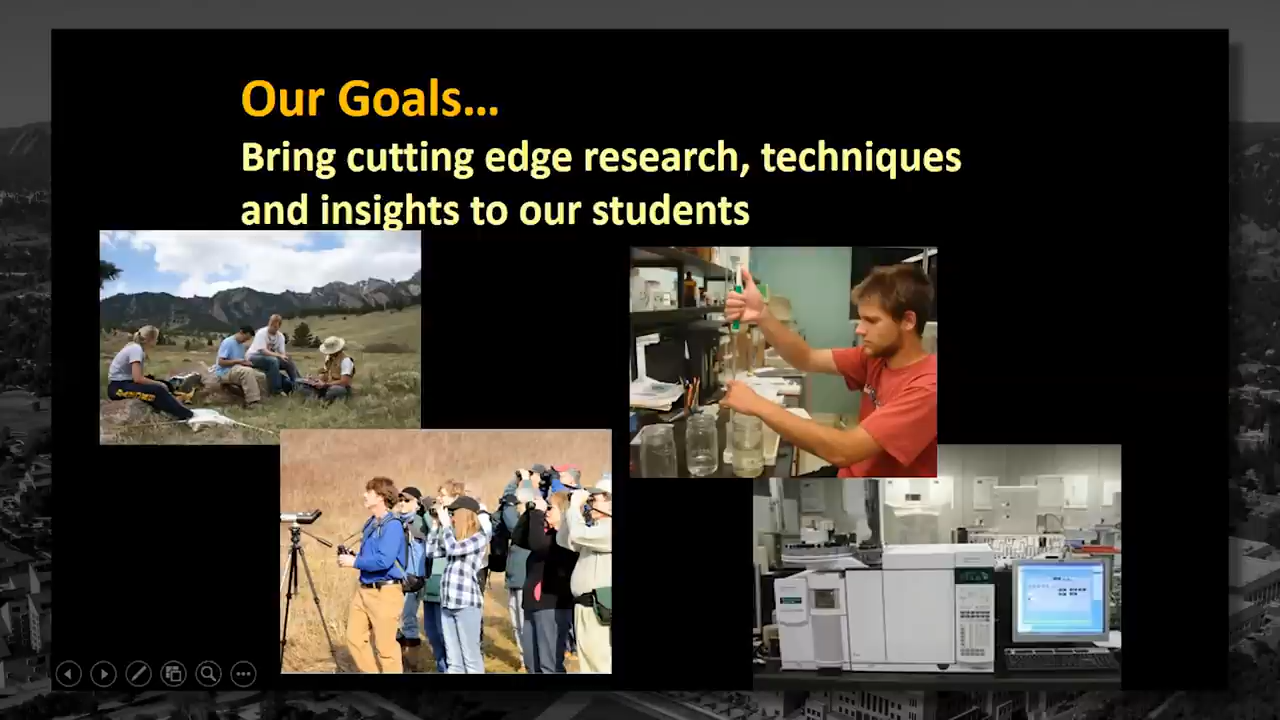 Our Goals...
Bring cutting edge research, techniques
and insights to our students